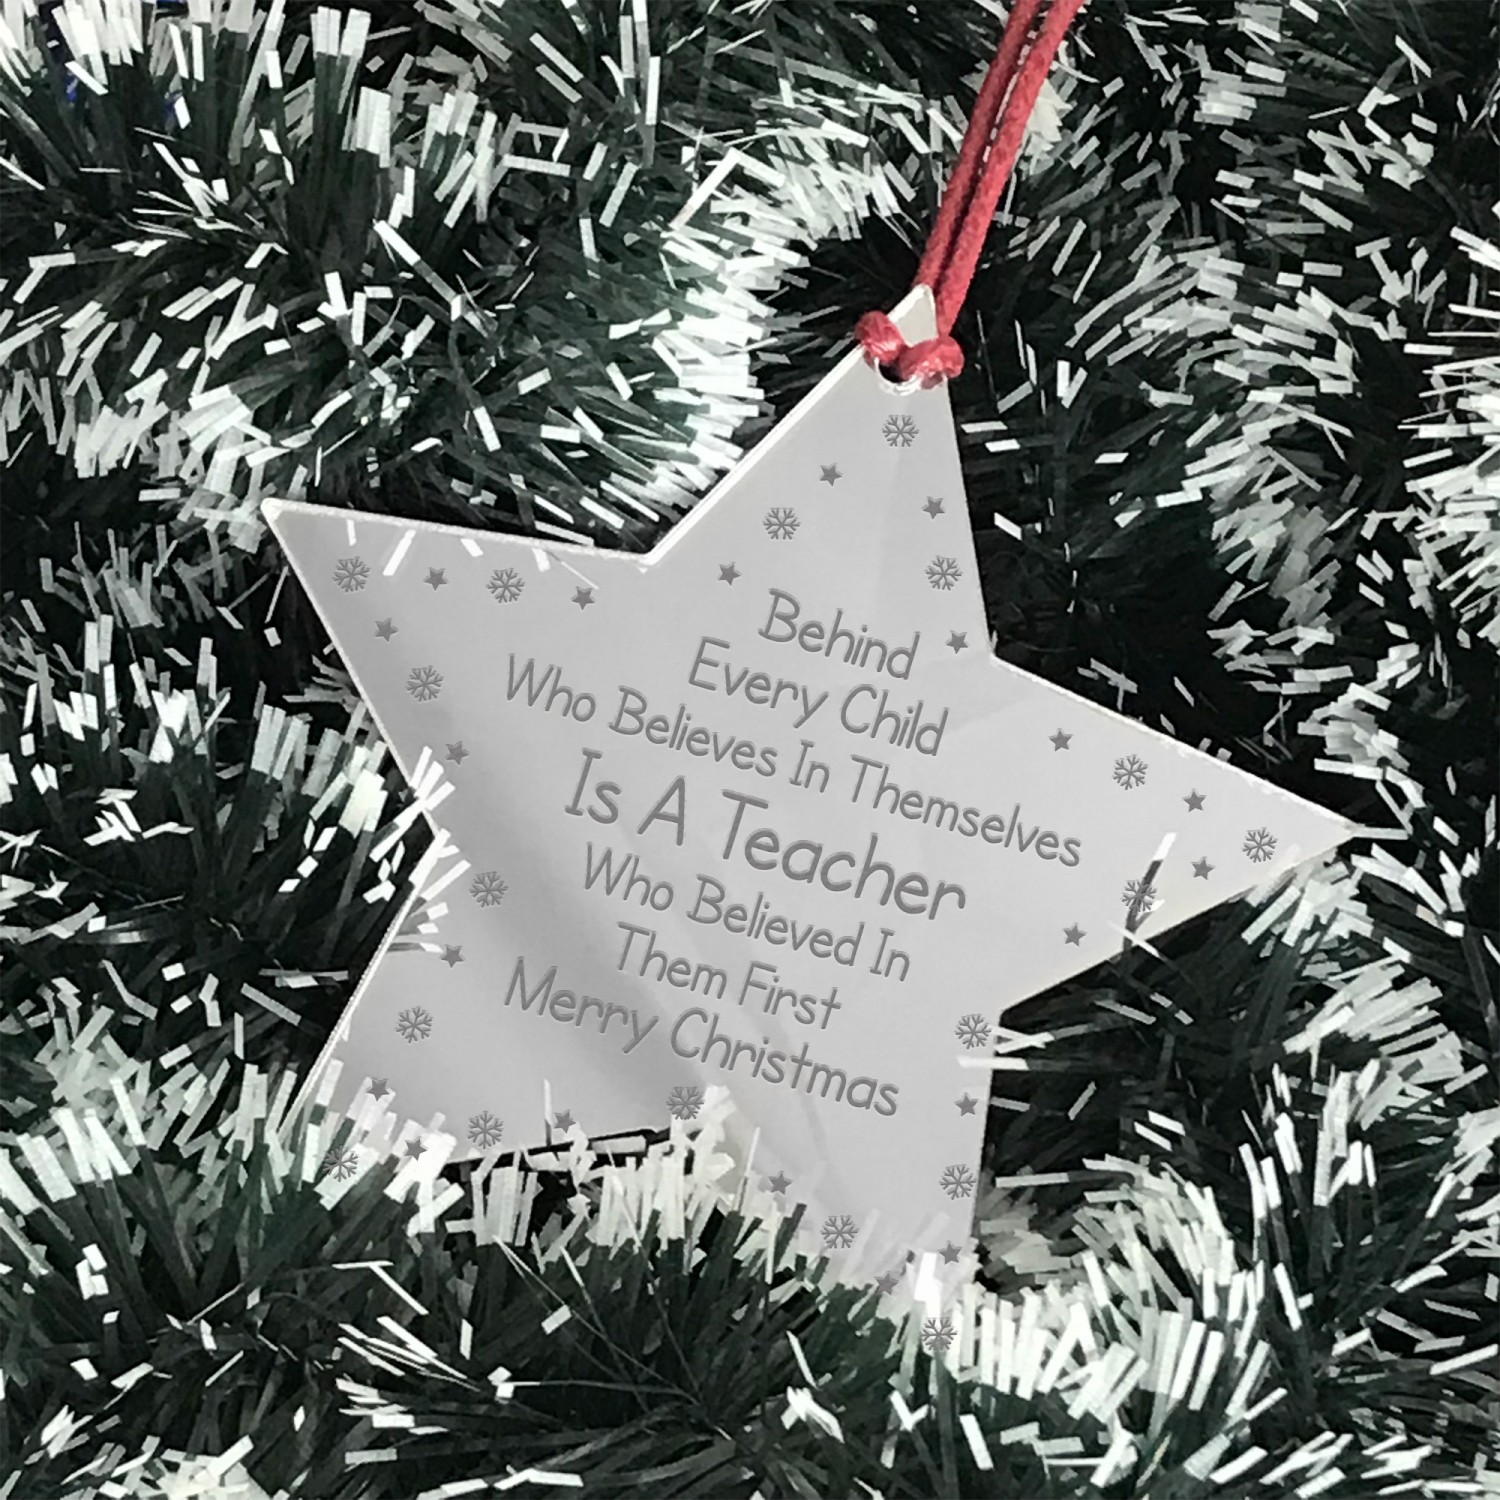 Behind
Every Child
Who Believes In Themselves
Is A Teacher
Who Believed In
Them First
Merry Christmas